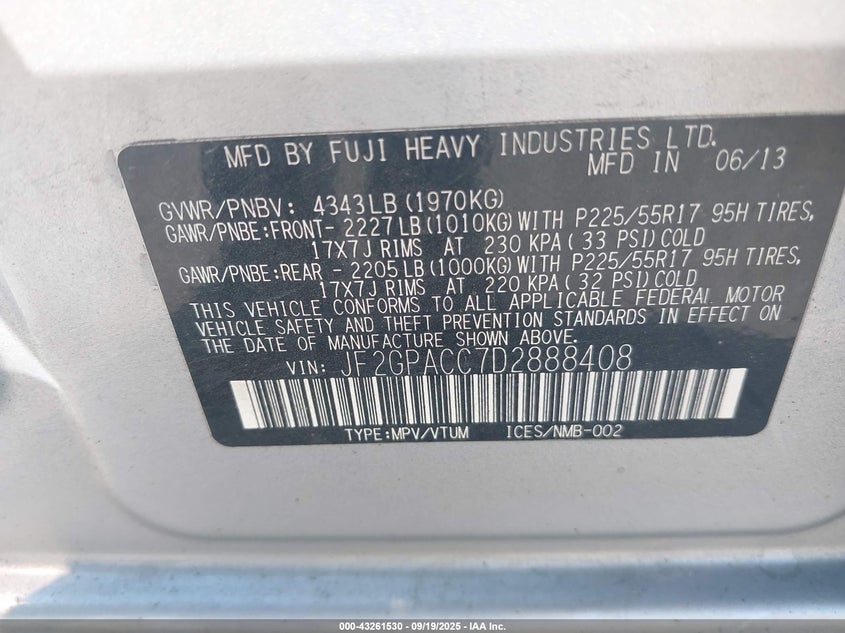 MFD BY FUJI HEAVY INDUSTRIES LTD.
MFD IN 06/13
GVWR/PNBV: 4343LB (1970KG)
GAWR/PNBE:FRONT- 2227LB(1010KG)WITH P225/55R17 95H TIRES,
17X7J RIMS AT 230 KPA( 33 PSI)COLD
GAWR/PNBE:REAR - 2205LB(1000KG)WITH P225/55R17 95H TIRES,
17X7J RIMS AT 220 KPA( 32 PSI)COLD
THIS VEHICLE CONFORMS TO ALL APPLICABLE FEDERAL MOTOR
VEHICLE SAFETY AND THEFT PREVENTION STANDARDS IN EFFECT ON
THE DATE OF MANUFACTURE SHOWN ABOVE.
VIN: JF2GPACC7D2888408
TYPE:MPV/VTUM ICES/NMB-002
000-43261530 - 09/19/2025 - IAA Inc.